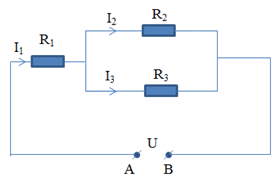 I₂ R₂
I₁ R₁
I₃ R₃
U
A B